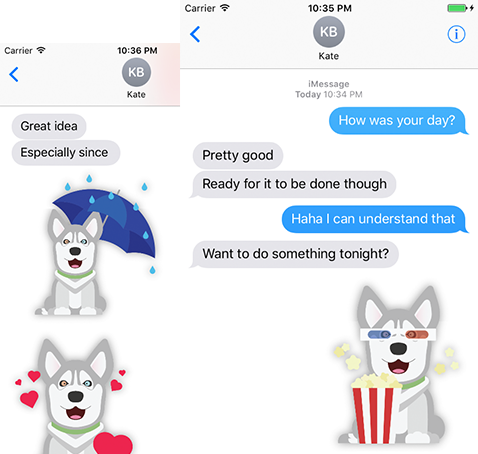 Carrier 10:36 PM
KB
Kate
Great idea
Especially since
Carrier 10:35 PM
KB
Kate
iMessage
Today 10:34 PM
How was your day?
Pretty good
Ready for it to be done though
Haha I can understand that
Want to do something tonight?